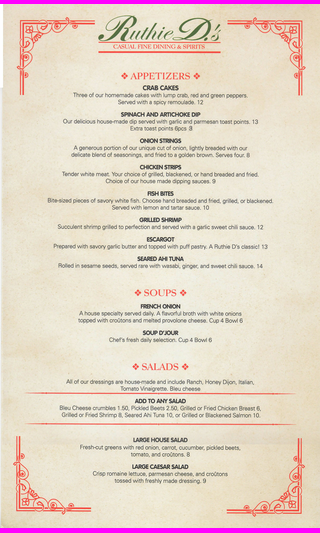 Ruthie D.'s
CASUAL FINE DINING & SPIRITS
APPETIZERS
CRAB CAKES
Three of our homemade cakes with lump crab, red and green peppers.
Served with a spicy remoulade. 12
SPINACH AND ARTICHOKE DIP
Our delicious house-made dip served with garlic and parmesan toast points. 13
Extra toast points 6pcs 3
ONION STRINGS
A generous portion of our unique cut of onion, lightly breaded with our
delicate blend of seasonings, and fried to a golden brown. Serves four. 8
CHICKEN STRIPS
Tender white meat. Your choice of grilled, blackened, or hand breaded and fried.
Choice of our house made dipping sauces. 9
FISH BITES
Bite-sized pieces of savory white fish. Choose hand breaded and fried, grilled, or blackened.
Served with lemon and tartar sauce. 10
GRILLED SHRIMP
Succulent shrimp grilled to perfection and served with a garlic sweet chili sauce. 12
ESCARGOT
Prepared with savory garlic butter and topped with puff pastry. A Ruthie D's classic! 13
SEARED AHI TUNA
Rolled in sesame seeds, served rare with wasabi, ginger, and sweet chili sauce. 14
SOUPS
FRENCH ONION
A house specialty served daily. A flavorful broth with white onions
topped with croûtons and melted provolone cheese. Cup 4 Bowl 6
SOUP D'JOUR
Chef's fresh daily selection. Cup 4 Bowl 6
SALADS
All of our dressings are house-made and include Ranch, Honey Dijon, Italian,
Tomato Vinaigrette. Bleu cheese
ADD TO ANY SALAD
Bleu Cheese crumbles 1.50, Pickled Beets 2.50, Grilled or Fried Chicken Breast 6,
Grilled or Fried Shrimp 8, Seared Ahi Tuna 10, or Grilled or Blackened Salmon 10.
LARGE HOUSE SALAD
Fresh-cut greens with red onion, carrot, cucumber, pickled beets,
tomato, and croûtons. 8
LARGE CAESAR SALAD
Crisp romaine lettuce, parmesan cheese, and croûtons
tossed with freshly made dressing. 9